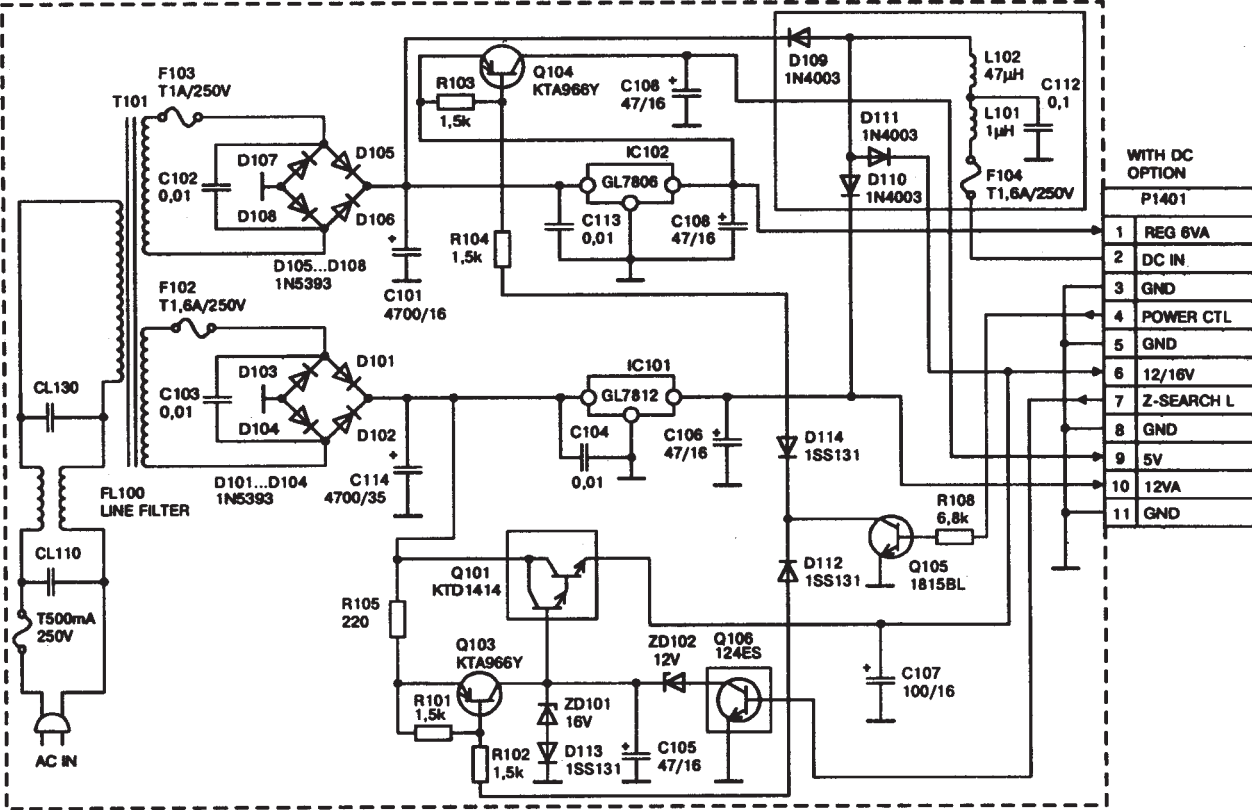 F103
T1A/250V
T101
D107
D105
C102
0,01
D108
D106
D105...D108
1N5393
C101
4700/16
R103
1,5k
Q104
KTA966Y
C108
47/16
IC102
GL7806
C113
0,01
C108
47/16
R104
1,5k
D109
1N4003
L102
47µH
C112
0,1
L101
1µH
D111
1N4003
D110
1N4003
F104
T1,6A/250V
WITH DC
OPTION
P1401
1 REG 6VA
2 DC IN
3 GND
4 POWER CTL
5 GND
6 12/16V
7 Z-SEARCH L
8 GND
9 5V
10 12VA
11 GND
F102
T1,6A/250V
D103
D101
C103
0,01
D104
D102
D101...D104
1N5393
C114
4700/35
CL130
FL100
LINE FILTER
CL110
T500mA
250V
AC IN
IC101
GL7812
C104
0,01
C106
47/16
D114
1SS131
R108
6,8k
Q105
1815BL
D112
1SS131
Q101
KTD1414
R105
220
Q103
KTA966Y
R101
1,5k
R102
1,5k
ZD101
16V
D113
1SS131
C105
47/16
ZD102
12V
Q106
124ES
C107
100/16